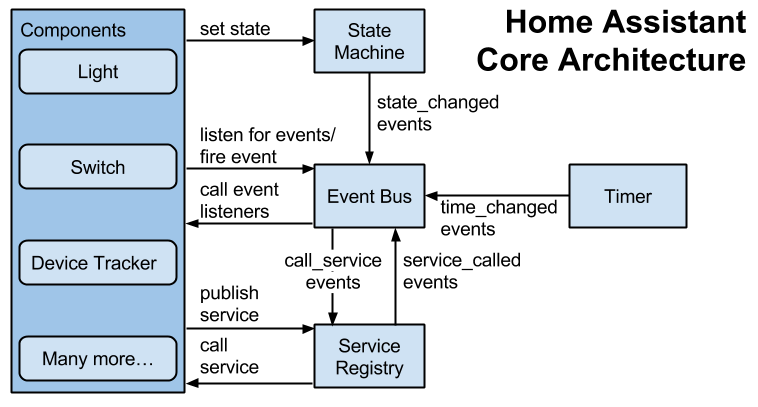 Home Assistant
Core Architecture
Components
Light
Switch
Device Tracker
Many more…
set state
State
Machine
state_changed
events
listen for events/
fire event
call event
listeners
Event Bus
time_changed
events
Timer
call_service
events
service_called
events
publish
service
call
service
Service
Registry